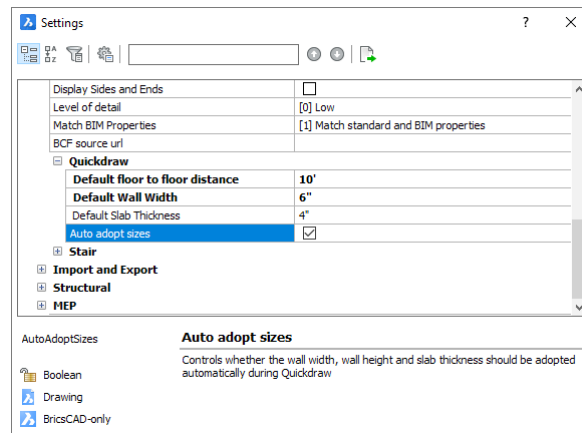 Settings
Display Sides and Ends
Level of detail [0] Low
Match BIM Properties [1] Match standard and BIM properties
BCF source url
Quickdraw
Default floor to floor distance 10'
Default Wall Width 6"
Default Slab Thickness 4"
Auto adopt sizes
Stair
Import and Export
Structural
MEP
AutoAdoptSizes
Boolean
Drawing
BricsCAD-only
Auto adopt sizes
Controls whether the wall width, wall height and slab thickness should be adopted
automatically during Quickdraw